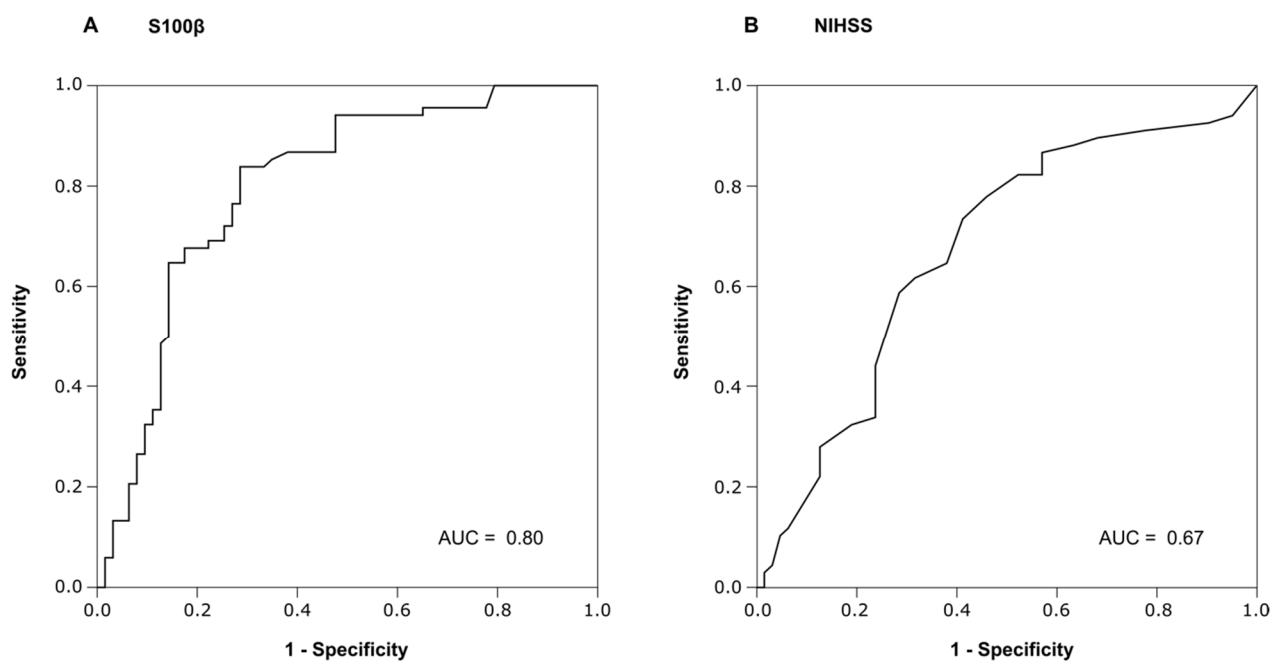 A S100β
1.0
0.8
0.6
0.4
0.2
0.0
Sensitivity
AUC = 0.80
0.0 0.2 0.4 0.6 0.8 1.0
1 - Specificity
B NIHSS
1.0
0.8
0.6
0.4
0.2
0.0
Sensitivity
AUC = 0.67
0.0 0.2 0.4 0.6 0.8 1.0
1 - Specificity